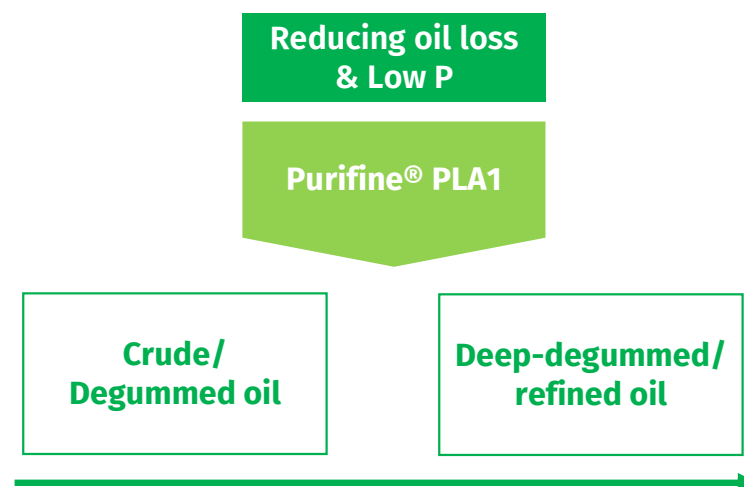 Reducing oil loss
& Low P
Purifine® PLA1
Crude/
Degummed oil
Deep-degummed/
refined oil